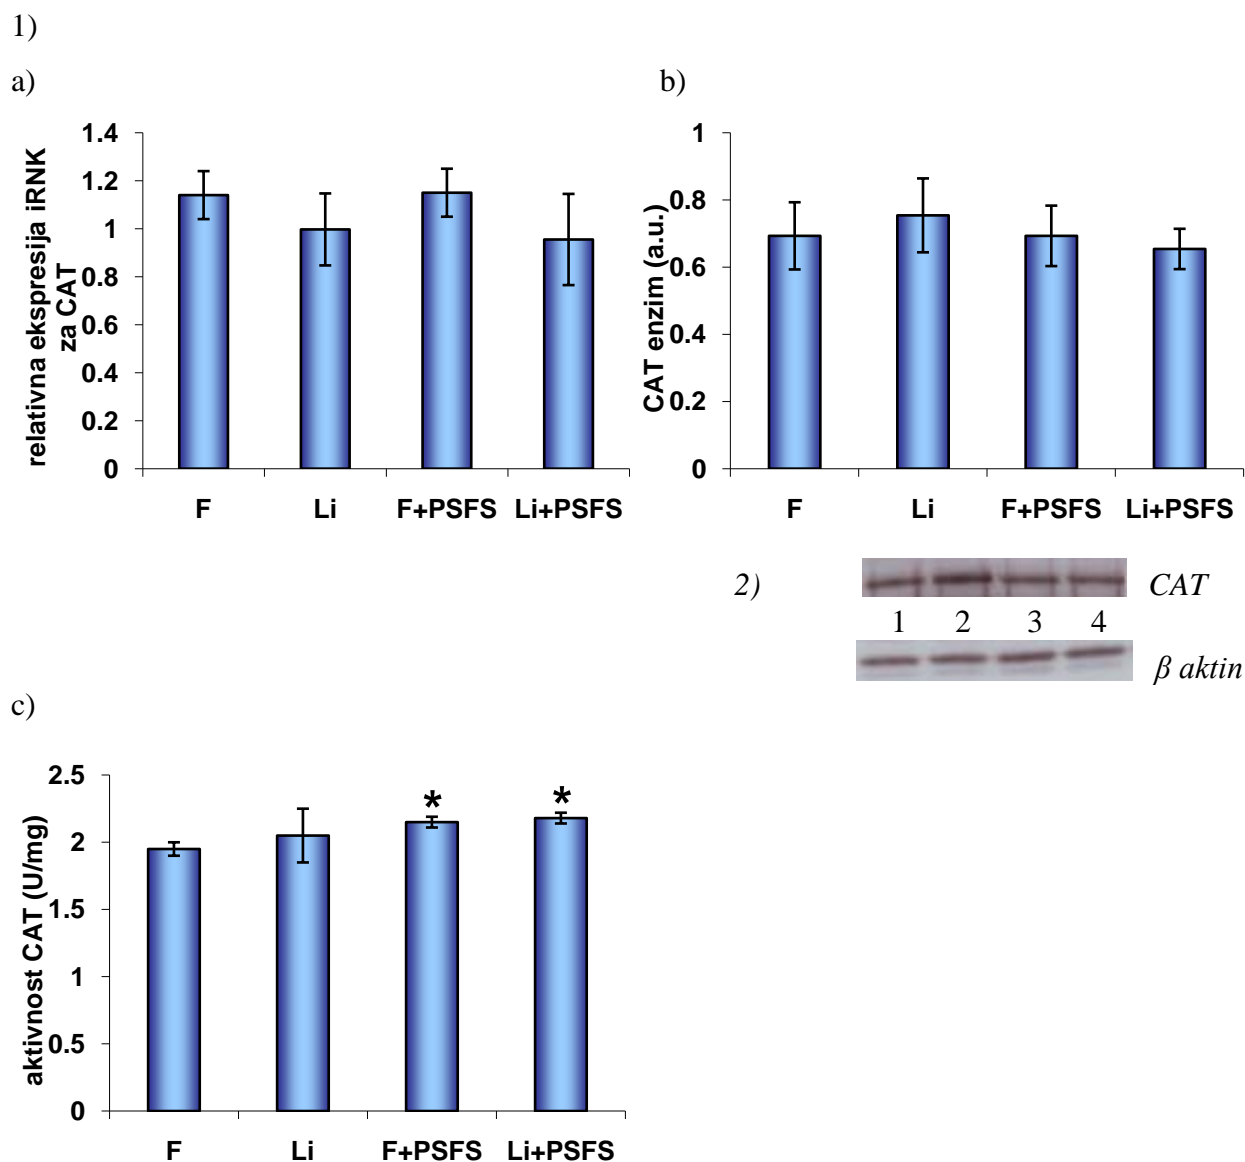 1)
a)
relativna ekspresija iRNK
za CAT
1.4
1.2
1
0.8
0.6
0.4
0.2
0
F Li F+PSFS Li+PSFS
b)
CAT enzim (a.u.)
1
0.8
0.6
0.4
0.2
0
F Li F+PSFS Li+PSFS
2)
CAT
1 2 3 4
β aktin
c)
aktivnost CAT (U/mg)
2.5
2
1.5
1
0.5
0
* *
F Li F+PSFS Li+PSFS